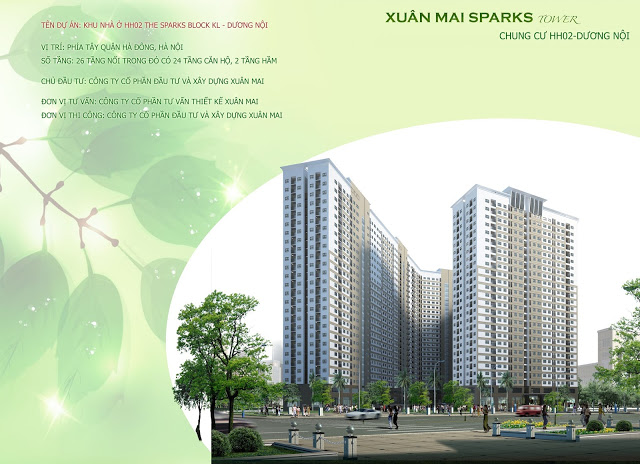 TÊN DỰ ÁN: KHU NHÀ Ở HH02 THE SPARKS BLOCK KL - DƯƠNG NỘI
VỊ TRÍ: PHÍA TÂY QUẬN HÀ ĐÔNG, HÀ NỘI
SỐ TẦNG: 26 TẦNG NỔI TRONG ĐÓ CÓ 24 TẦNG CĂN HỘ, 2 TẦNG HẦM
CHỦ ĐẦU TƯ: CÔNG TY CỔ PHẦN ĐẦU TƯ VÀ XÂY DỰNG XUÂN MAI
ĐƠN VỊ TƯ VẤN: CÔNG TY CỔ PHẦN TƯ VẤN THIẾT KẾ XUÂN MAI
ĐƠN VỊ THI CÔNG: CÔNG TY CỔ PHẦN ĐẦU TƯ VÀ XÂY DỰNG XUÂN MAI
XUÂN MAI SPARKS TOWER
CHUNG CƯ HH02-DƯƠNG NỘI